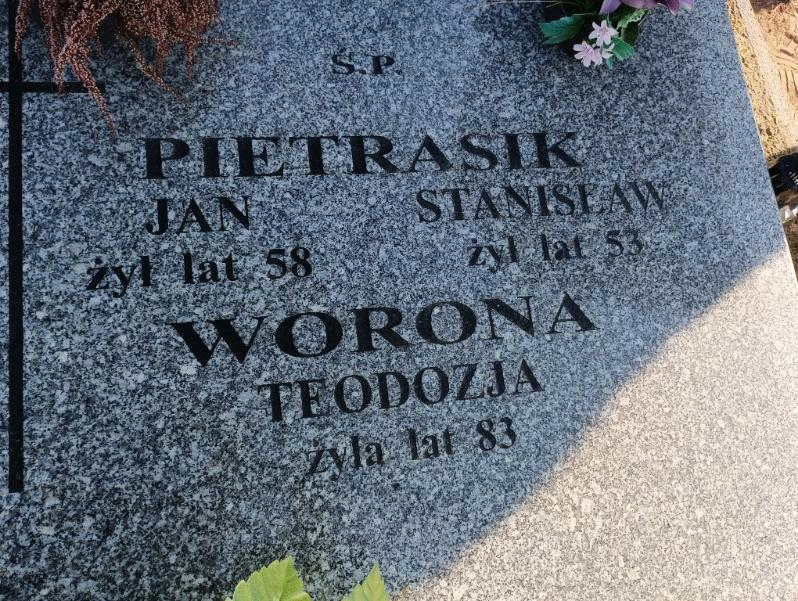 Ś.P.
PIETRASIK
JAN STANISŁAW
żył lat 58 żył lat 53
WORONA
TEODOZJA
żyła lat 83